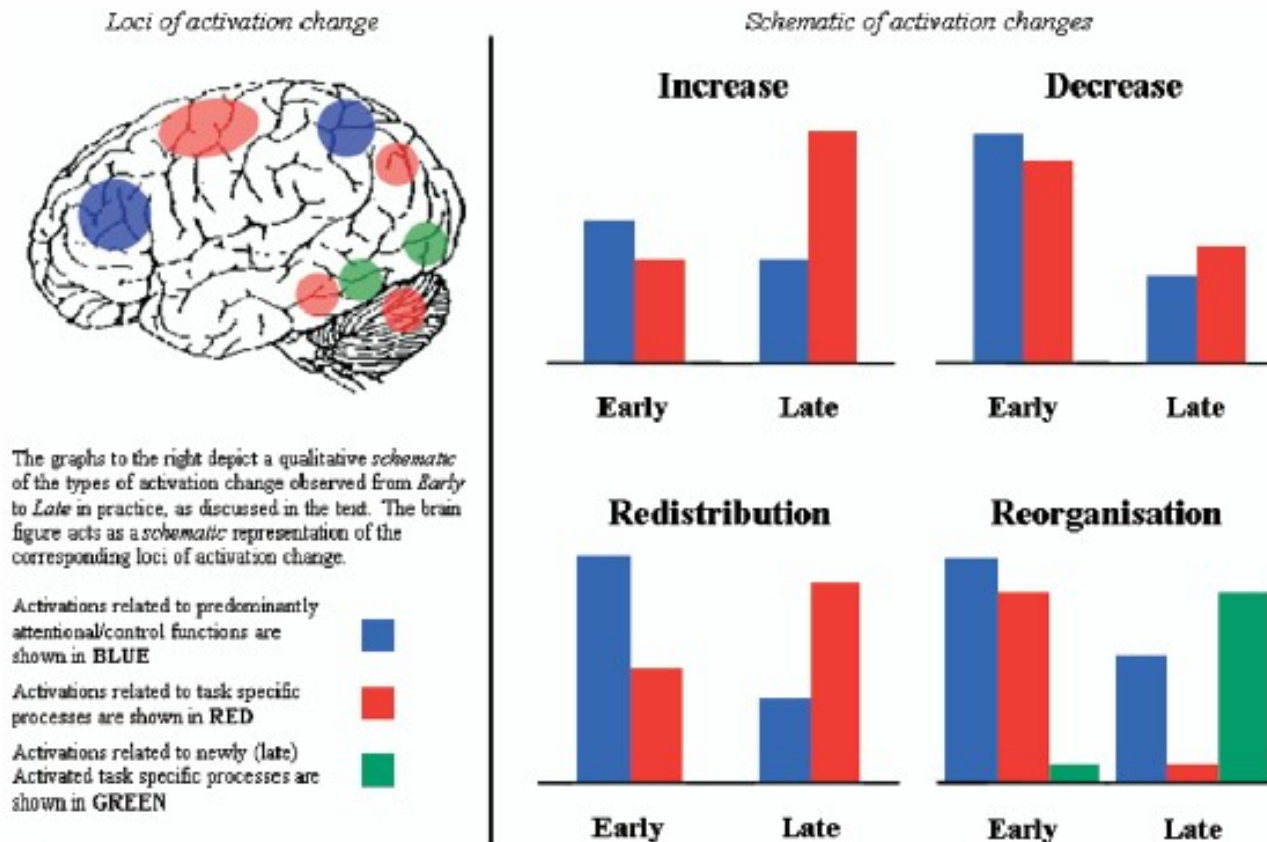 Loci of activation change
Schematic of activation changes
Increase
Decrease
Early
Late
Early
Late
The graphs to the right depict a qualitative schematic
of the types of activation change observed from Early
to Late in practice, as discussed in the text. The brain
figure acts as a schematic representation of the
corresponding loci of activation change.
Activations related to predominantly
attentional/control functions are
shown in BLUE
Activations related to task specific
processes are shown in RED
Activations related to newly (late)
Activated task specific processes are
shown in GREEN
Redistribution
Reorganisation
Early
Late
Early
Late